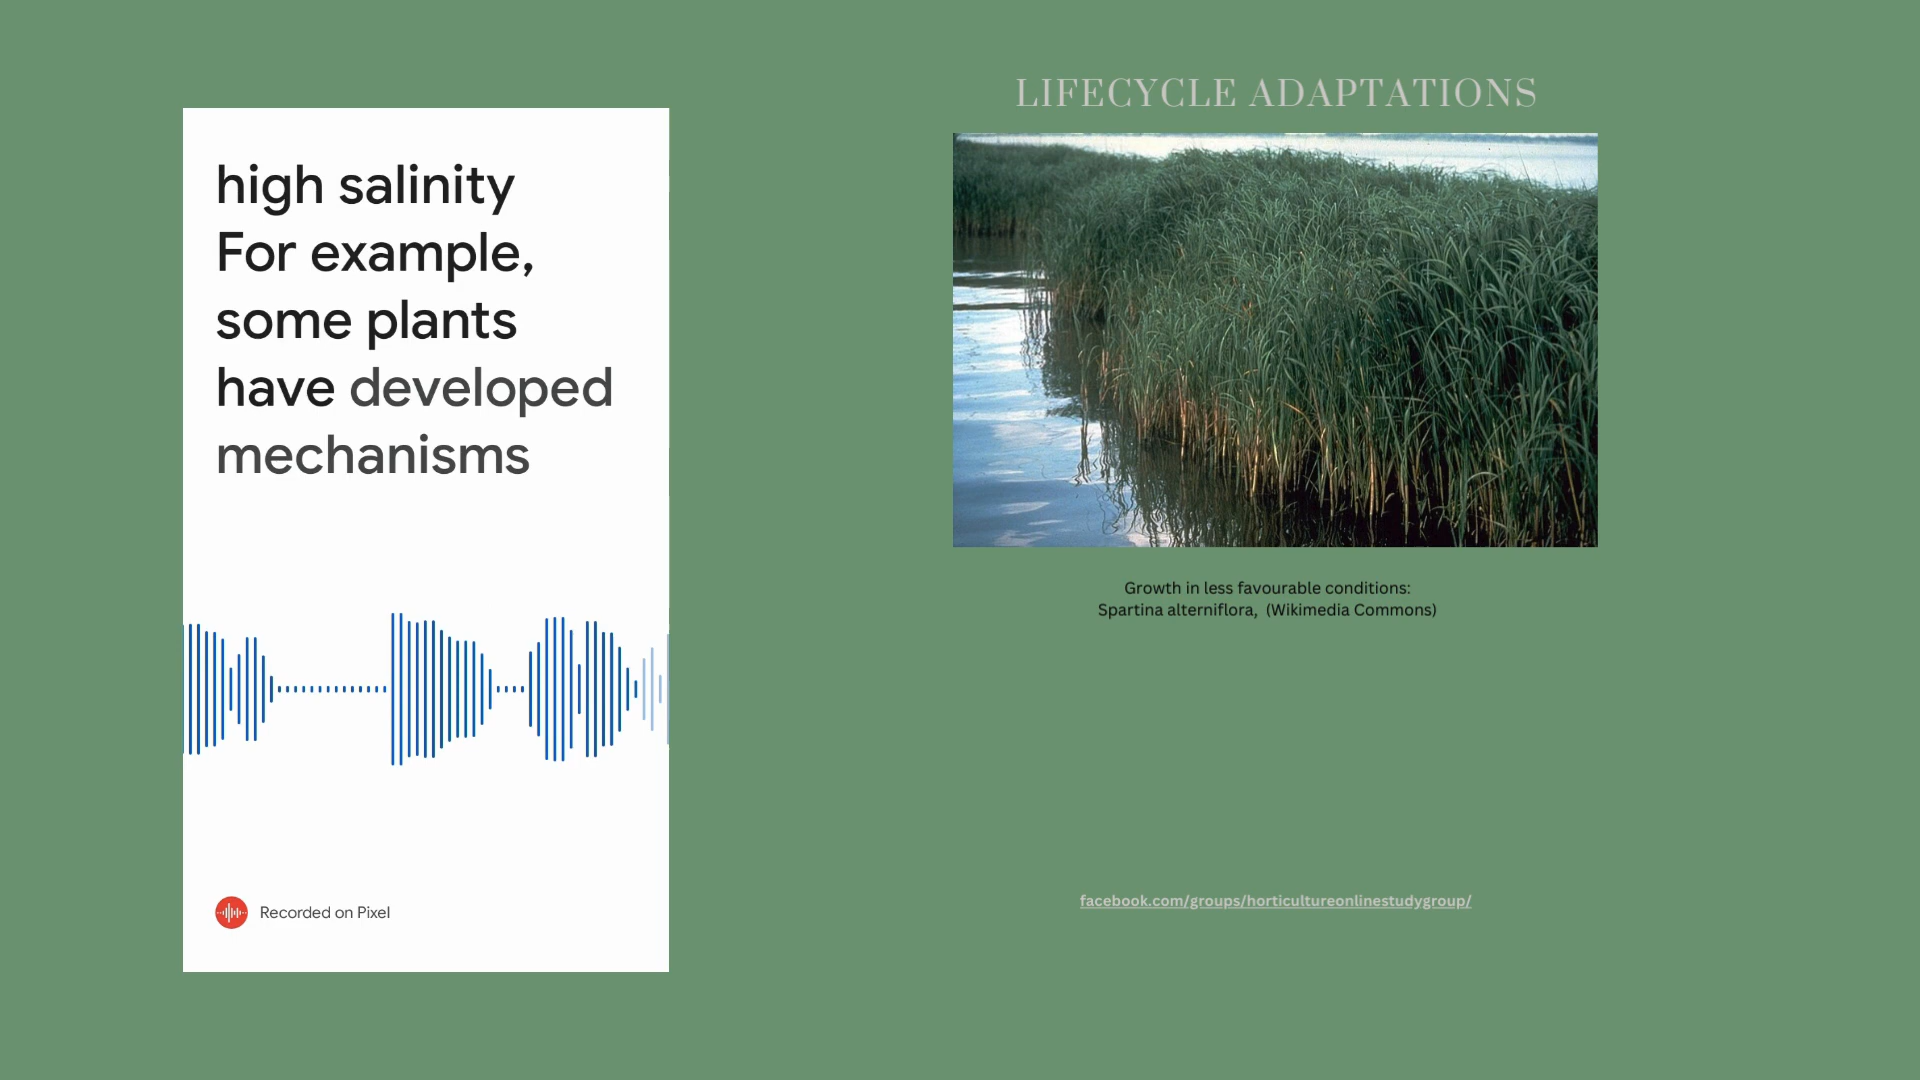 high salinity
For example,
some plants
have developed
mechanisms
Recorded on Pixel
LIFECYCLE ADAPTATIONS
Growth in less favourable conditions:
Spartina alterniflora, (Wikimedia Commons)
facebook.com/groups/horticultureonlinestudygroup/